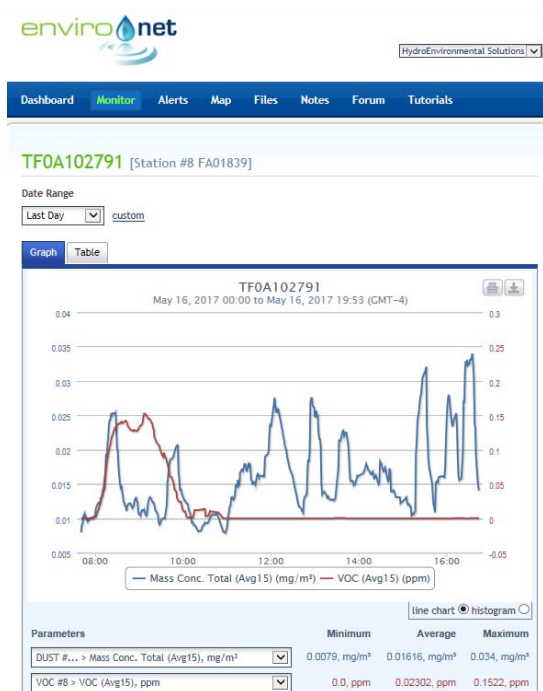 enviro net
HydroEnvironmental Solutions
Dashboard Monitor Alerts Map Files Notes Forum Tutorials
TF0A102791 [Station #8 FA01839]
Date Range
Last Day custom
Graph Table
TF0A102791
May 16, 2017 00:00 to May 16, 2017 19:53 (GMT-4)
0.04 0.3
0.035 0.25
0.03 0.2
0.025 0.15
0.02 0.1
0.015 0.05
0.01 0
0.005 -0.05
08:00 10:00 12:00 14:00 16:00
Mass Conc. Total (Avg15) (mg/m³) VOC (Avg15) (ppm)
line chart histogram
Parameters Minimum Average Maximum
DUST #... > Mass Conc. Total (Avg15), mg/m³ 0.0079, mg/m³ 0.01616, mg/m³ 0.034, mg/m³
VOC #8 > VOC (Avg15), ppm 0.0, ppm 0.02302, ppm 0.1522, ppm